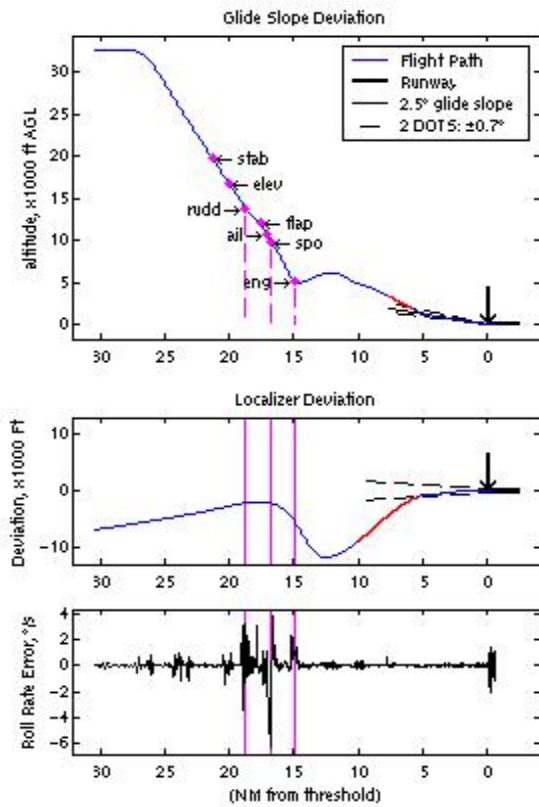 Glide Slope Deviation
altitude, x1000 ft AGL
30
25
20
15
10
5
0
Flight Path
Runway
2.5° glide slope
2 DOTS: ±0.7°
stab
elev
rudd
flap
ail
spo
eng
30 25 20 15 10 5 0
Localizer Deviation
Deviation, x1000 Ft
10
0
-10
30 25 20 15 10 5 0
Roll Rate Error, °/s
4
2
0
-2
-4
-6
30 25 20 15 10 5 0
(NM from threshold)